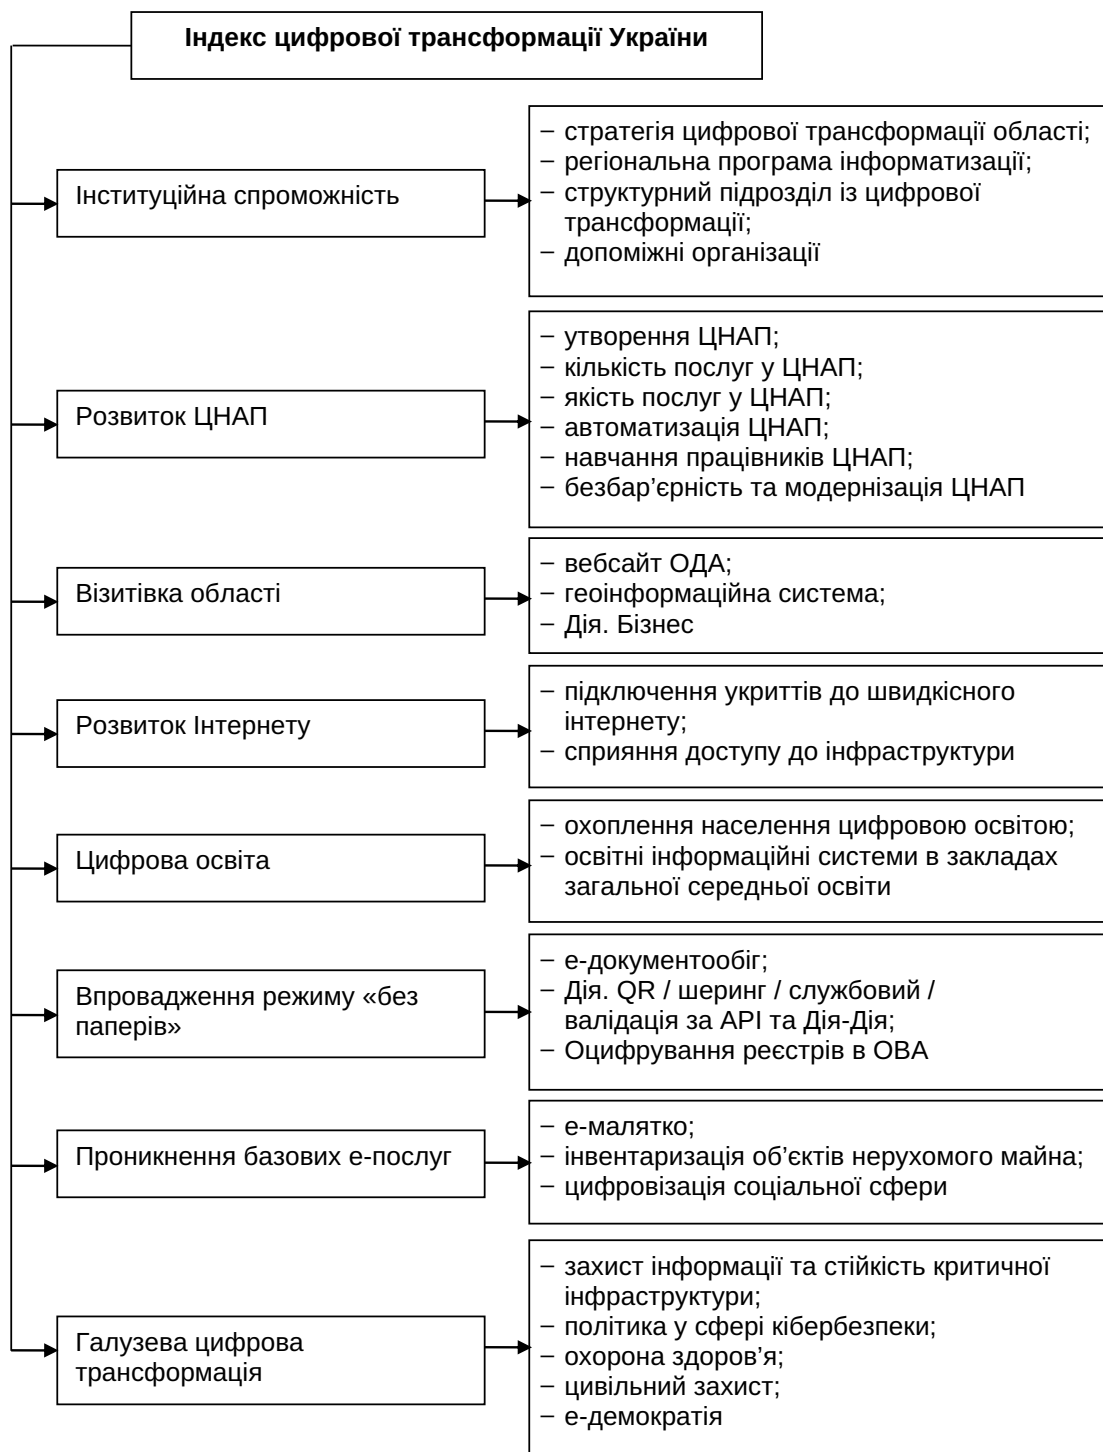 Індекс цифрової трансформації України
Інституційна спроможність
– стратегія цифрової трансформації області;
– регіональна програма інформатизації;
– структурний підрозділ із цифрової
трансформації;
– допоміжні організації
Розвиток ЦНАП
– утворення ЦНАП;
– кількість послуг у ЦНАП;
– якість послуг у ЦНАП;
– автоматизація ЦНАП;
– навчання працівників ЦНАП;
– безбар’єрність та модернізація ЦНАП
Візитівка області
– вебсайт ОДА;
– геоінформаційна система;
– Дія. Бізнес
Розвиток Інтернету
– підключення укриттів до швидкісного
інтернету;
– сприяння доступу до інфраструктури
Цифрова освіта
– охоплення населення цифровою освітою;
– освітні інформаційні системи в закладах
загальної середньої освіти
Впровадження режиму «без
паперів»
– е-документообіг;
– Дія. QR / шеринг / службовий /
валідація за API та Дія-Дія;
– Оцифрування реєстрів в ОВА
Проникнення базових е-послуг
– е-малятко;
– інвентаризація об’єктів нерухомого майна;
– цифровізація соціальної сфери
Галузева цифрова
трансформація
– захист інформації та стійкість критичної
інфраструктури;
– політика у сфері кібербезпеки;
– охорона здоров’я;
– цивільний захист;
– е-демократія